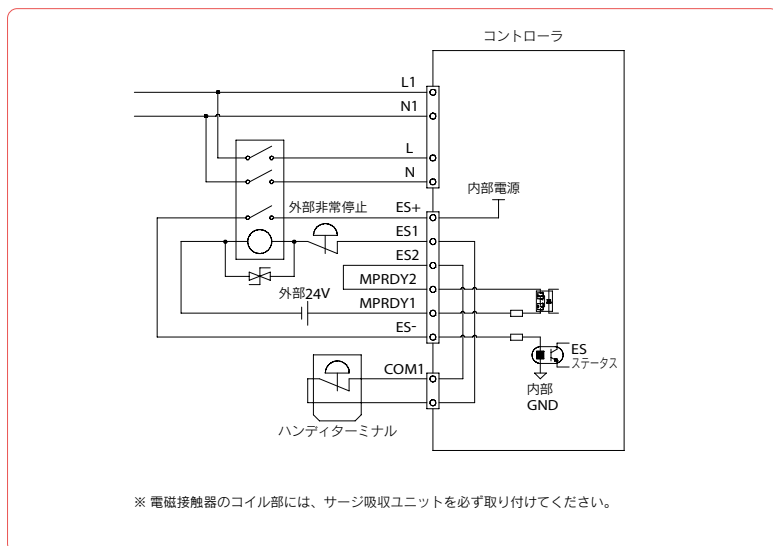 コントローラ
L1
N1
L
N
内部電源
外部非常停止
ES+
ES1
ES2
MPRDY2
外部24V
MPRDY1
ES-
ES
ステータス
COM1
内部
GND
ハンディターミナル
※ 電磁接触器のコイル部には、サージ吸収ユニットを必ず取り付けてください。